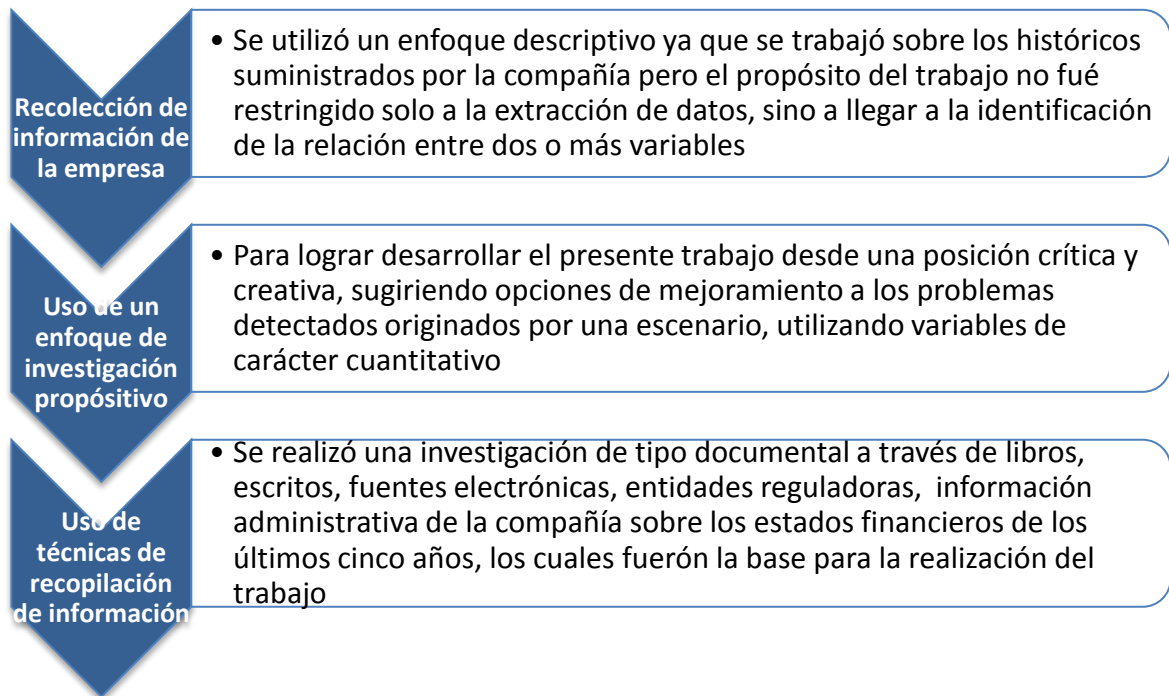 Recolección de
información de
la empresa
• Se utilizó un enfoque descriptivo ya que se trabajó sobre los históricos
suministrados por la compañía pero el propósito del trabajo no fué
restringido solo a la extracción de datos, sino a llegar a la identificación
de la relación entre dos o más variables
Uso de un
enfoque de
investigación
propósitivo
• Para lograr desarrollar el presente trabajo desde una posición crítica y
creativa, sugiriendo opciones de mejoramiento a los problemas
detectados originados por una escenario, utilizando variables de
carácter cuantitativo
Uso de
técnicas de
recopilación
de información
• Se realizó una investigación de tipo documental a través de libros,
escritos, fuentes electrónicas, entidades reguladoras, información
administrativa de la compañía sobre los estados financieros de los
últimos cinco años, los cuales fuerón la base para la realización del
trabajo